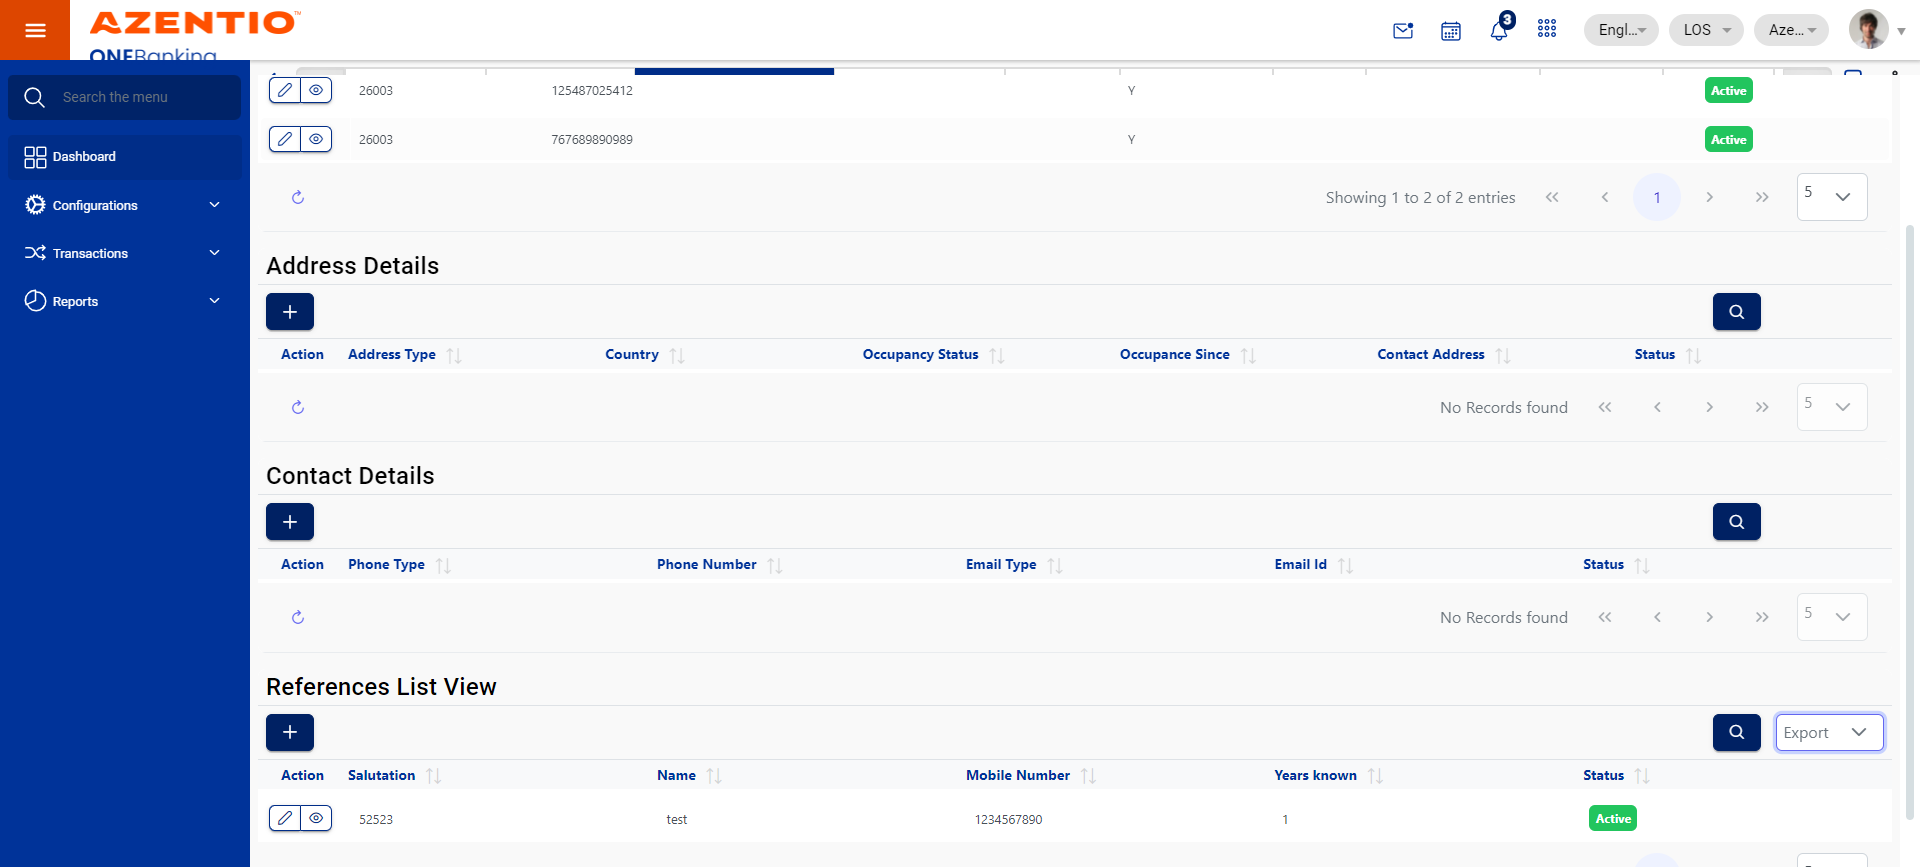 AZENTIO™
ONEBanking
3
Engl...
LOS
Aze...
Search the menu
Dashboard
Configurations
Transactions
Reports
26003 125487025412 Y Active
26003 767689890989 Y Active
Showing 1 to 2 of 2 entries 1 5
Address Details
Action Address Type Country Occupancy Status Occupance Since Contact Address Status
No Records found 5
Contact Details
Action Phone Type Phone Number Email Type Email Id Status
No Records found 5
References List View
Export
Action Salutation Name Mobile Number Years known Status
52523 test 1234567890 1 Active